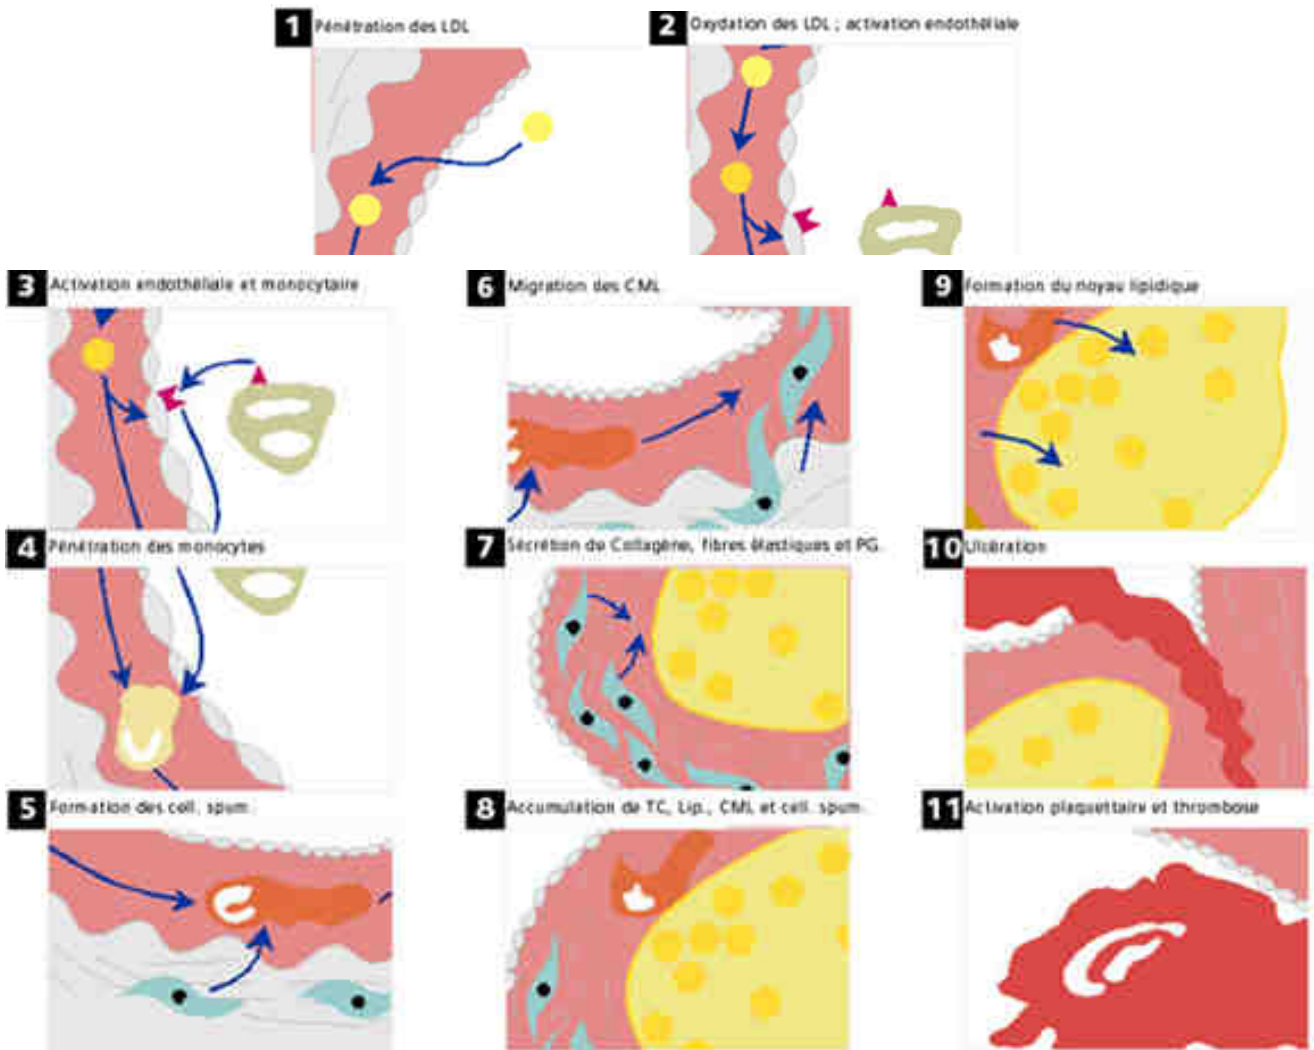 1 Pénétration des LDL
2 Oxydation des LDL ; activation endothéliale
3 Activation endothéliale et monocytaire
4 Pénétration des monocytes
5 Formation des cell. spum.
6 Migration des CML
7 Sécrétion de Collagène, fibres élastiques et PG.
8 Accumulation de TC, Lip., CML et cell. spum.
9 Formation du noyau lipidique
10 Ulcération
11 Activation plaquettaire et thrombose